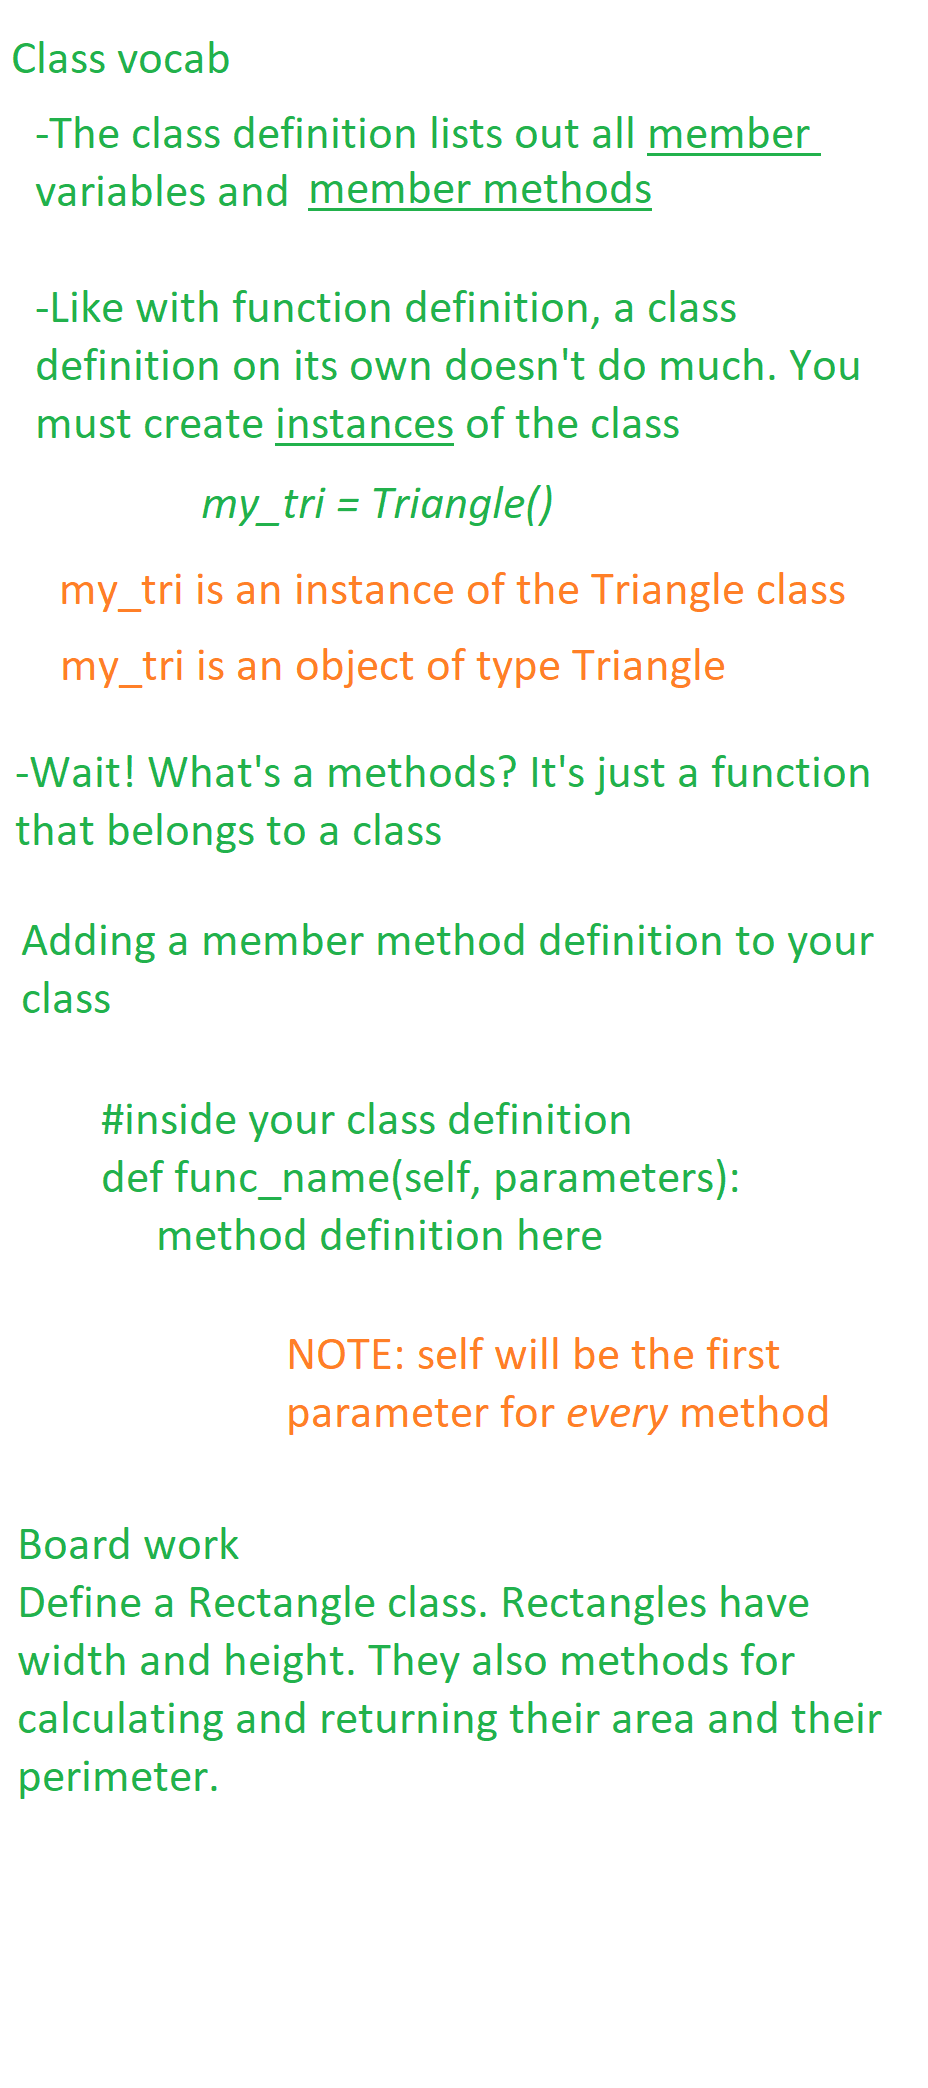 Class vocab
-The class definition lists out all member
variables and member methods
-Like with function definition, a class
definition on its own doesn't do much. You
must create instances of the class
my_tri = Triangle()
my_tri is an instance of the Triangle class
my_tri is an object of type Triangle
-Wait! What's a methods? It's just a function
that belongs to a class
Adding a member method definition to your
class
#inside your class definition
def func_name(self, parameters):
method definition here
NOTE: self will be the first
parameter for every method
Board work
Define a Rectangle class. Rectangles have
width and height. They also methods for
calculating and returning their area and their
perimeter.